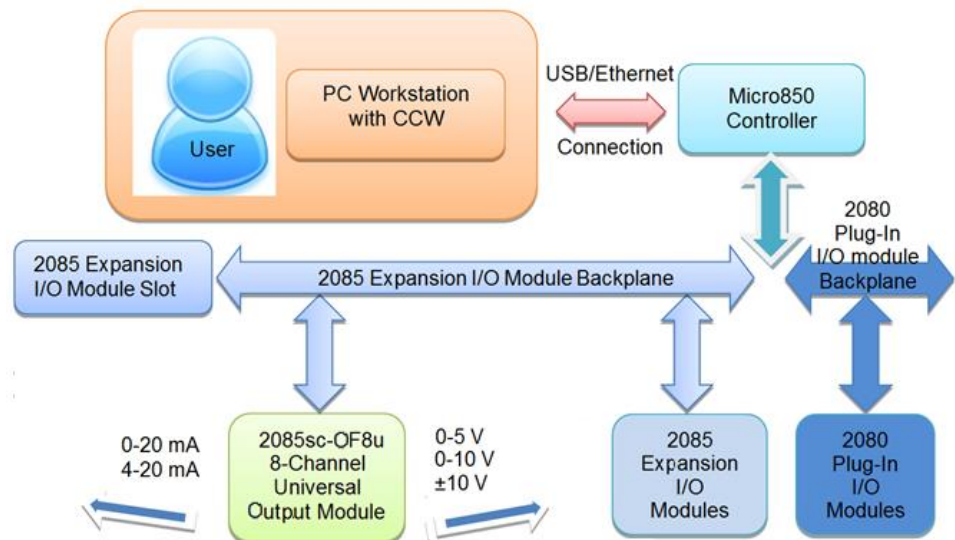 User
PC Workstation
with CCW
USB/Ethernet
Connection
Micro850
Controller
2085 Expansion
I/O Module Slot
2085 Expansion I/O Module Backplane
2080
Plug-In
I/O module
Backplane
0-20 mA
4-20 mA
2085sc-OF8u
8-Channel
Universal
Output Module
0-5 V
0-10 V
±10 V
2085
Expansion
I/O
Modules
2080
Plug-In
I/O
Modules